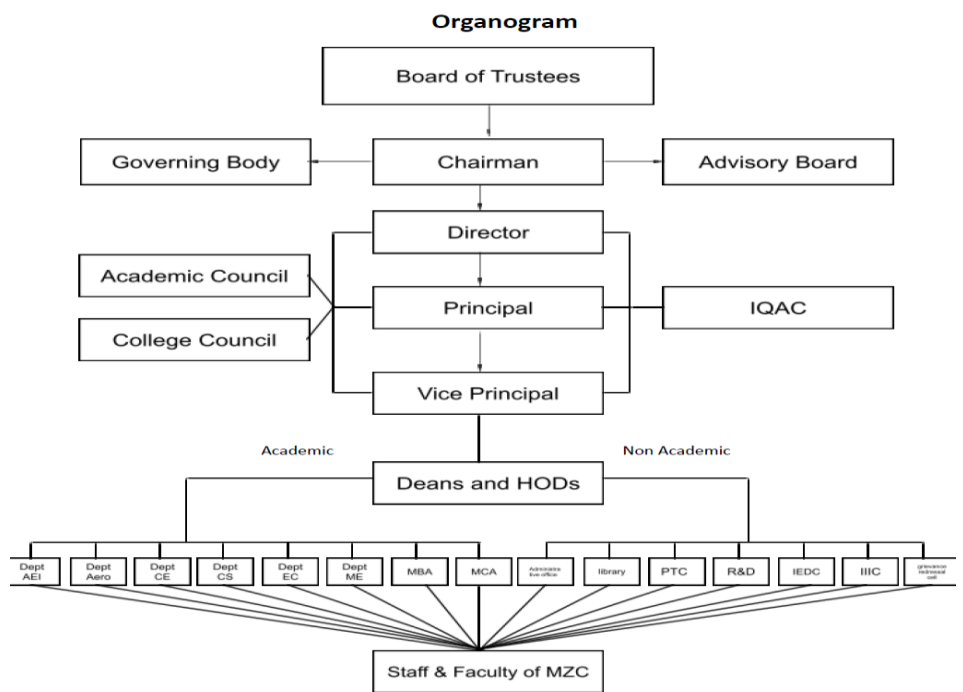 Organogram
Board of Trustees
Governing Body
Chairman
Advisory Board
Director
Academic Council
Principal
IQAC
College Council
Vice Principal
Academic
Non Academic
Deans and HODs
Dept
AEI
Dept
Aero
Dept
CE
Dept
CS
Dept
EC
Dept
ME
MBA
MCA
Administra
tive office
library
PTC
R&D
IEDC
IIIC
grievance
redressal
cell
Staff & Faculty of MZC